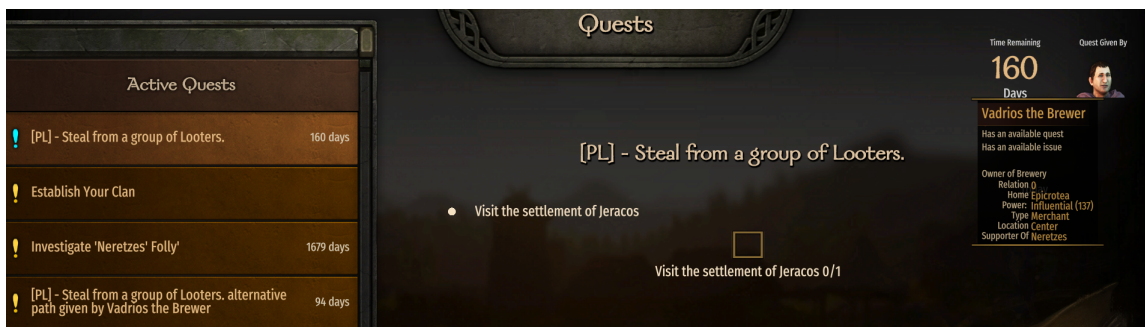 Quests
Time Remaining
Quest Given By
160
Days
Active Quests
[PL] - Steal from a group of Looters.
160 days
Establish Your Clan
Investigate 'Neretzes' Folly'
1679 days
[PL] - Steal from a group of Looters. alternative
path given by Vadrios the Brewer
94 days
[PL] - Steal from a group of Looters.
Visit the settlement of Jeracos
Visit the settlement of Jeracos 0/1
Vadrios the Brewer
Has an available quest
Has an available issue
Owner of Brewery
Relation 0
Home Epicrotea
Power: Influential (137)
Type Merchant
Location Center
Supporter Of Neretzes